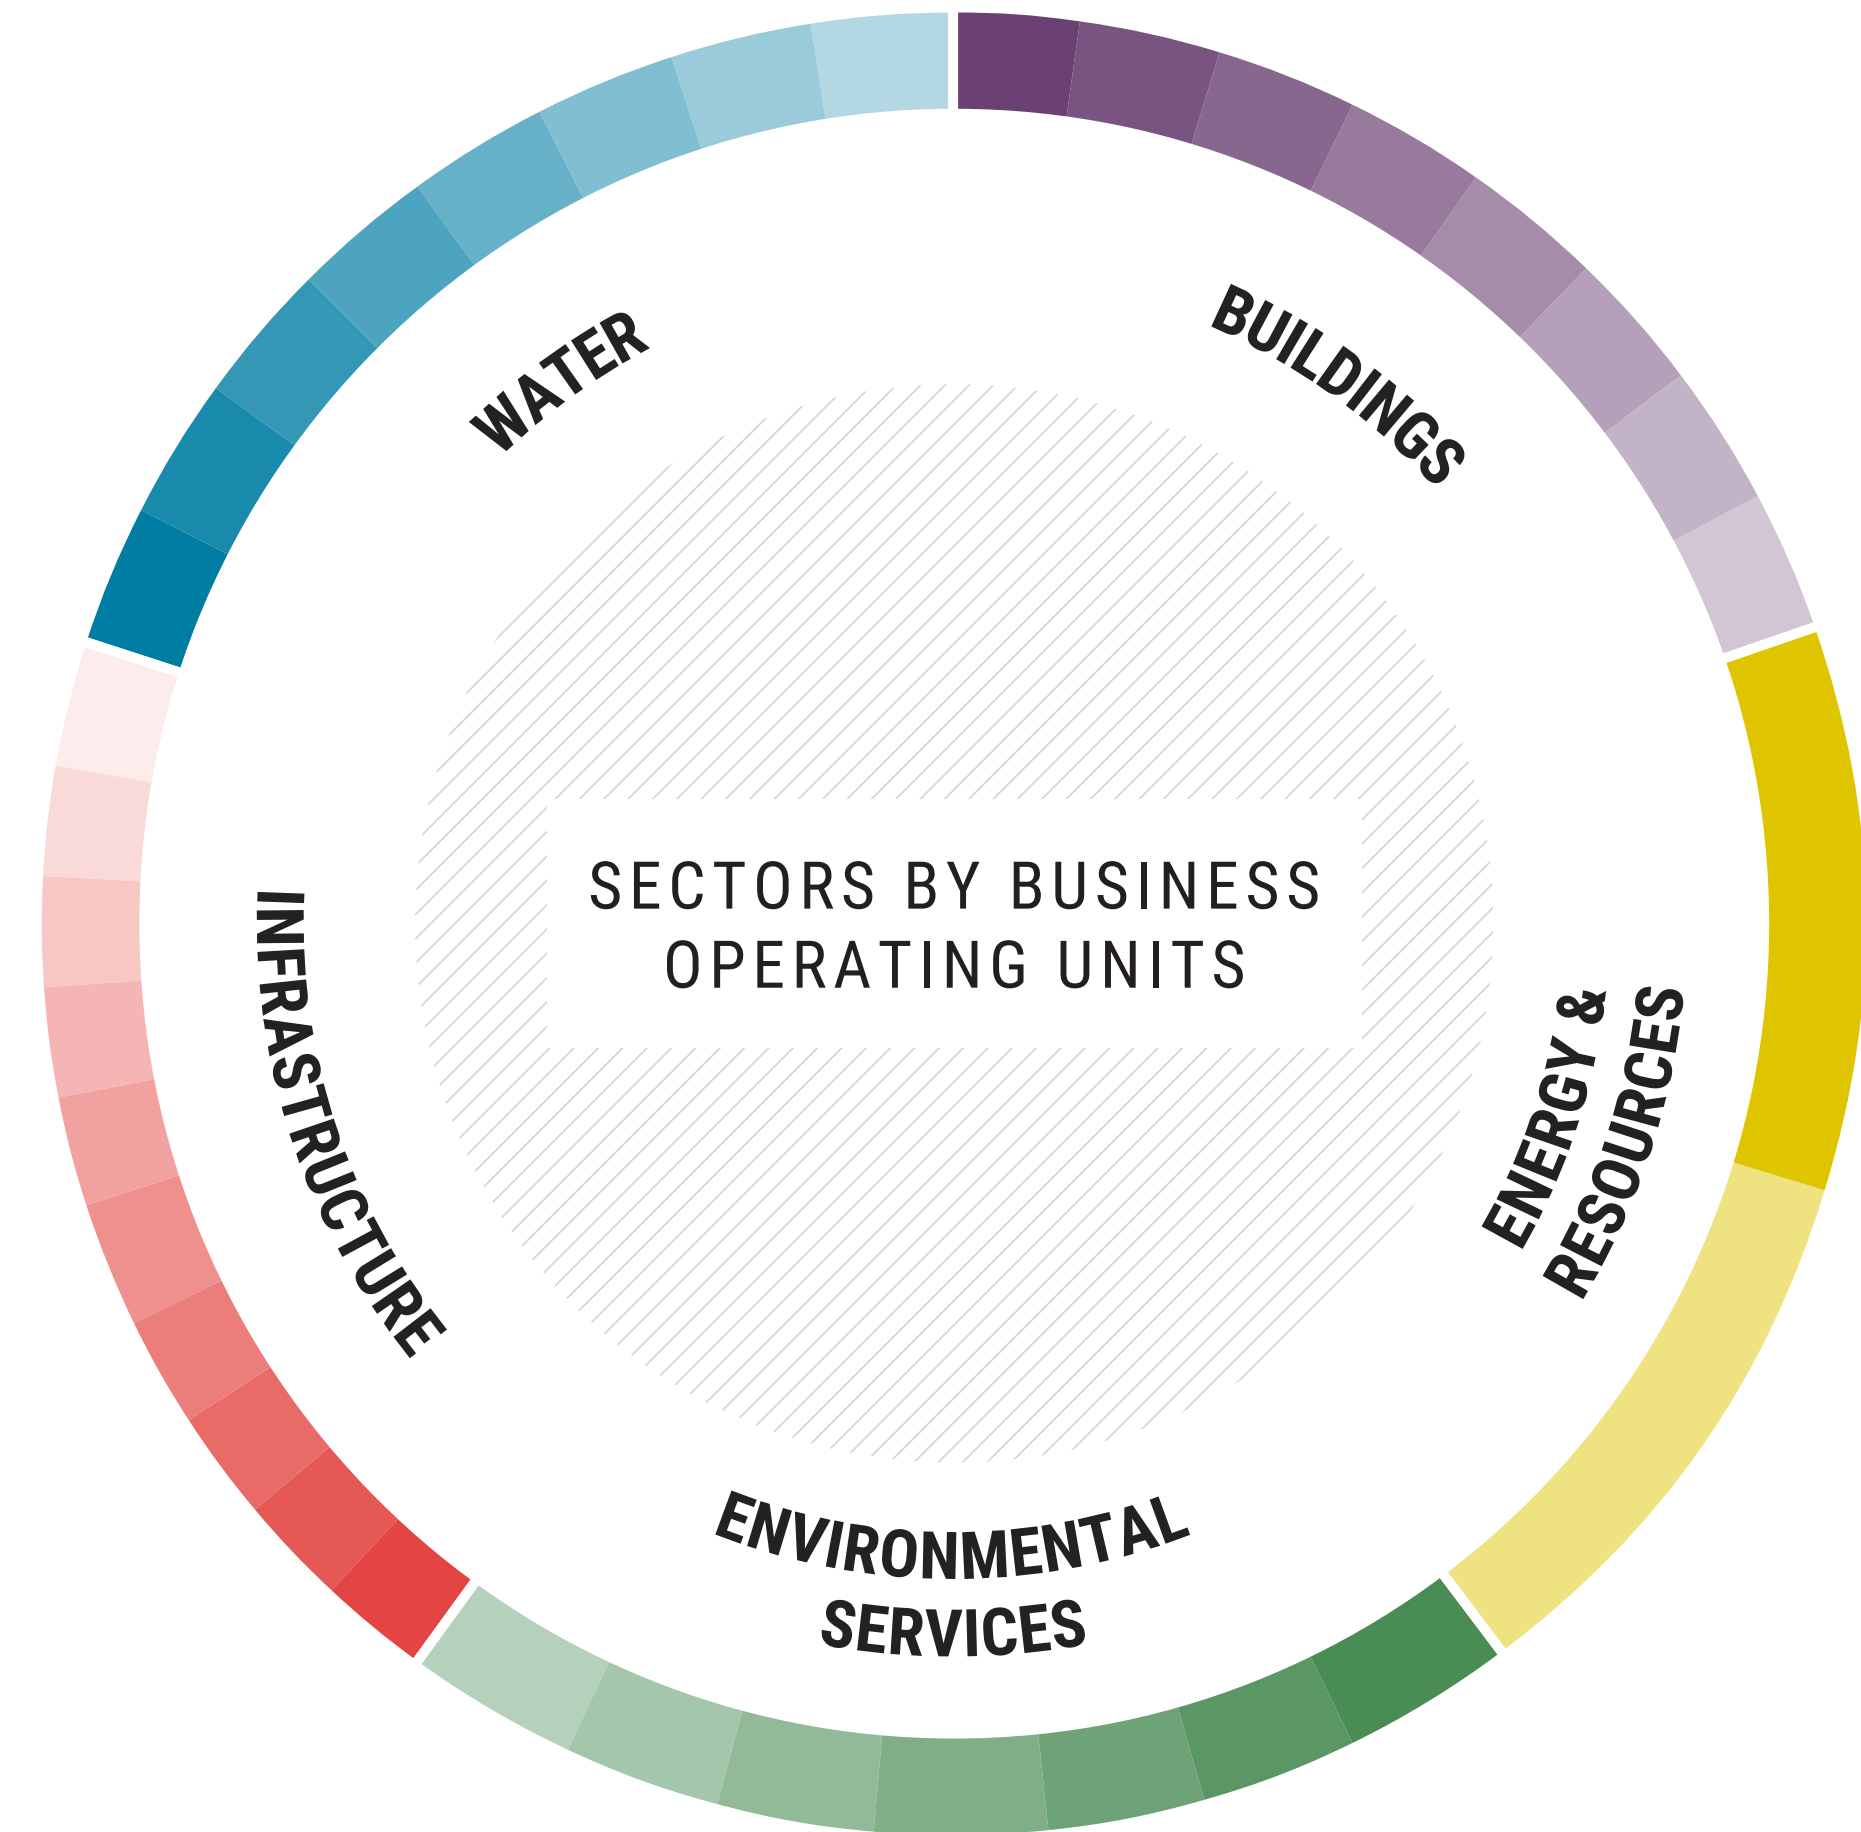 WATER
BUILDINGS
SECTORS BY BUSINESS
OPERATING UNITS
INFRASTRUCTURE
ENERGY &
RESOURCES
ENVIRONMENTAL
SERVICES